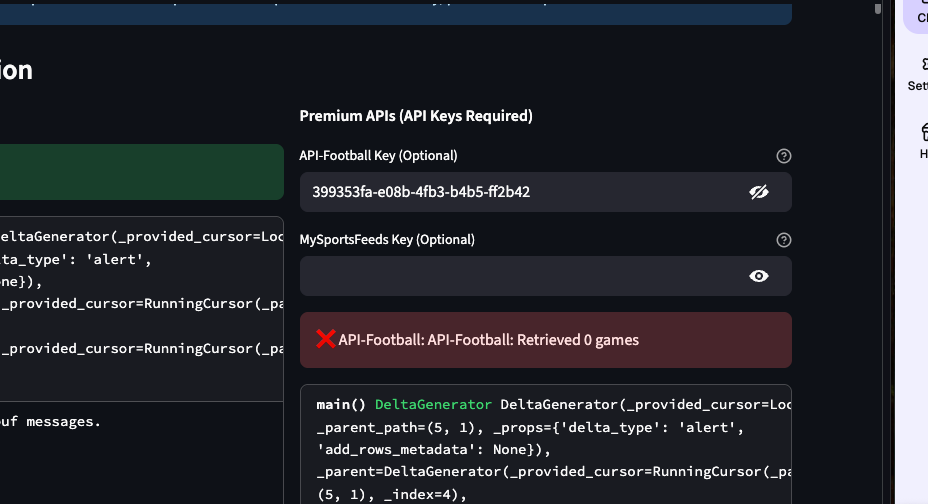 ion
Premium APIs (API Keys Required)
API-Football Key (Optional)
399353fa-e08b-4fb3-b4b5-ff2b42
MySportsFeeds Key (Optional)
❌ API-Football: API-Football: Retrieved 0 games
eltaGenerator(_provided_cursor=Loc
ta_type': 'alert',
ne}),
_provided_cursor=RunningCursor(_pa
_provided_cursor=RunningCursor(_pa
uf messages.
main() DeltaGenerator DeltaGenerator(_provided_cursor=Loc
_parent_path=(5, 1), _props={'delta_type': 'alert',
'add_rows_metadata': None}),
_parent=DeltaGenerator(_provided_cursor=RunningCursor(_pa
(5, 1), _index=4),
Sett
H